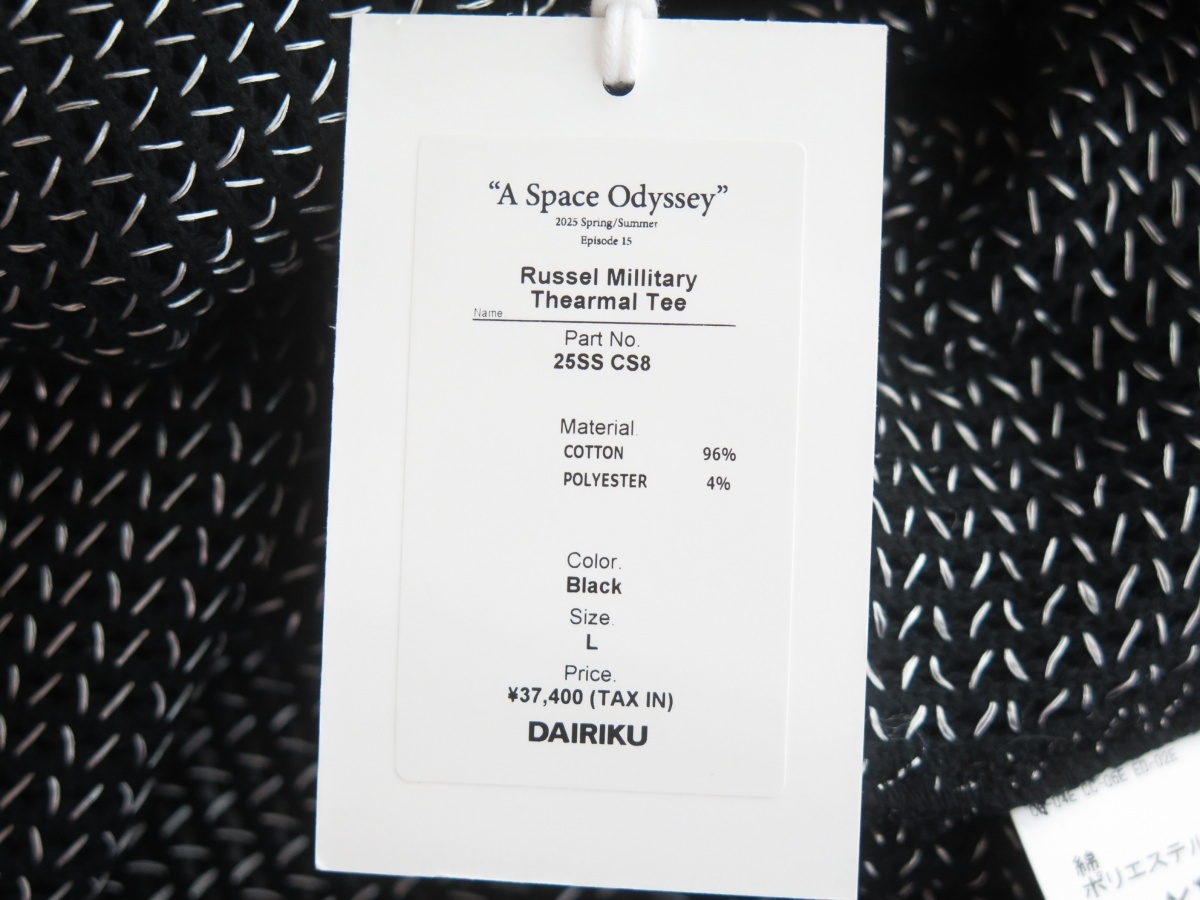 “A Space Odyssey”
2025 Spring/Summer
Episode 15
Russel Millitary
Thearmal Tee
Name
Part No.
25SS CS8
Material.
COTTON 96%
POLYESTER 4%
Color.
Black
Size.
L
Price.
¥37,400 (TAX IN)
DAIRIKU
綿
ポリエステル